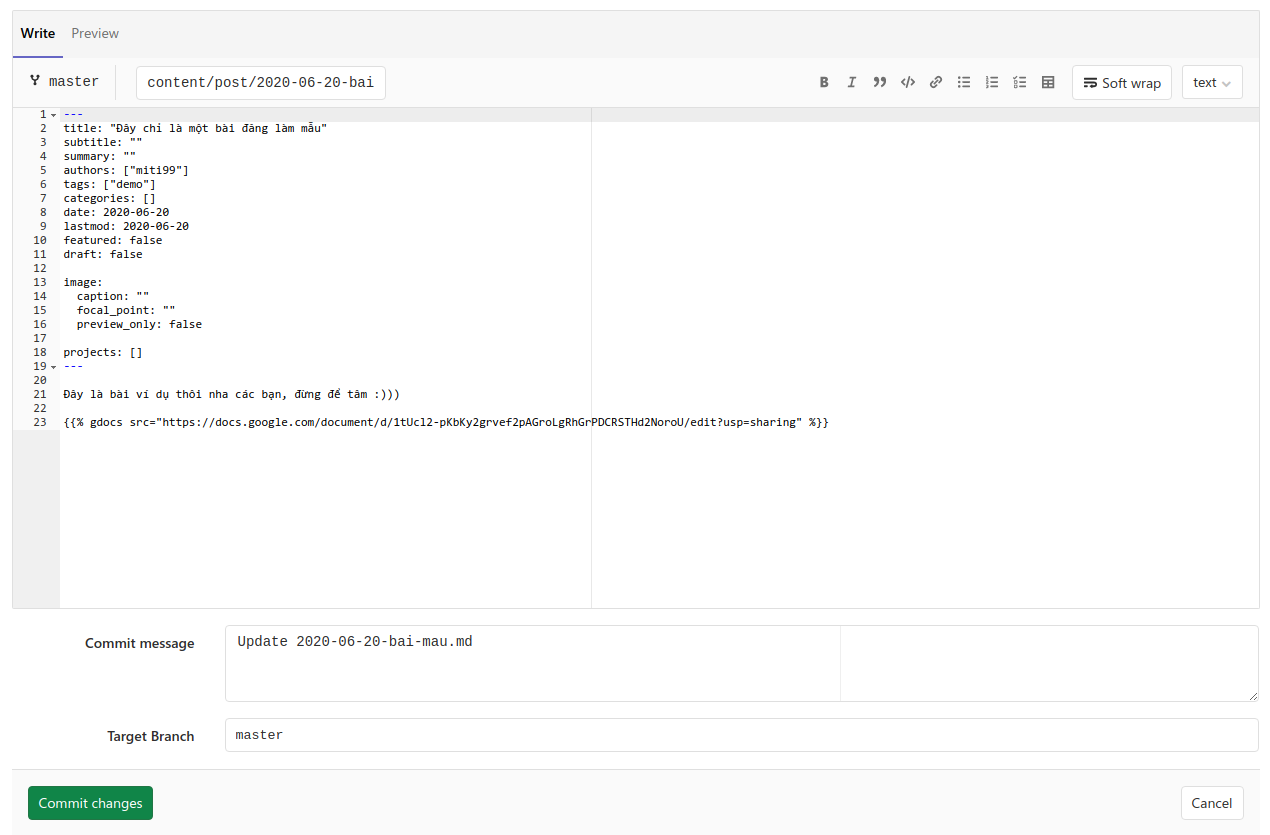 Write Preview
master content/post/2020-06-20-bai Soft wrap text
1 ---
2 title: "Đây chỉ là một bài đăng làm mẫu"
3 subtitle: ""
4 summary: ""
5 authors: ["miti99"]
6 tags: ["demo"]
7 categories: []
8 date: 2020-06-20
9 lastmod: 2020-06-20
10 featured: false
11 draft: false
12
13 image:
14   caption: ""
15   focal_point: ""
16   preview_only: false
17
18 projects: []
19 ---
20
21 Đây là bài ví dụ thôi nha các bạn, đừng để tâm :)))
22
23 {{% gdocs src="https://docs.google.com/document/d/1tUcl2-pKbKy2grvef2pAGroLgRhGrPDCRSTHd2NoroU/edit?usp=sharing" %}}
Commit message Update 2020-06-20-bai-mau.md
Target Branch master
Commit changes Cancel